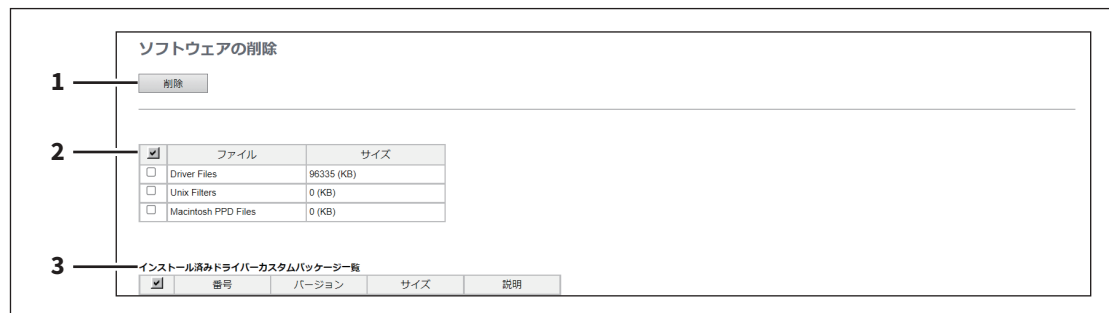 ソフトウェアの削除
1
削除
2
ファイル サイズ
Driver Files 96335 (KB)
Unix Filters 0 (KB)
Macintosh PPD Files 0 (KB)
3
インストール済みドライバーカスタムパッケージ一覧
番号 バージョン サイズ 説明